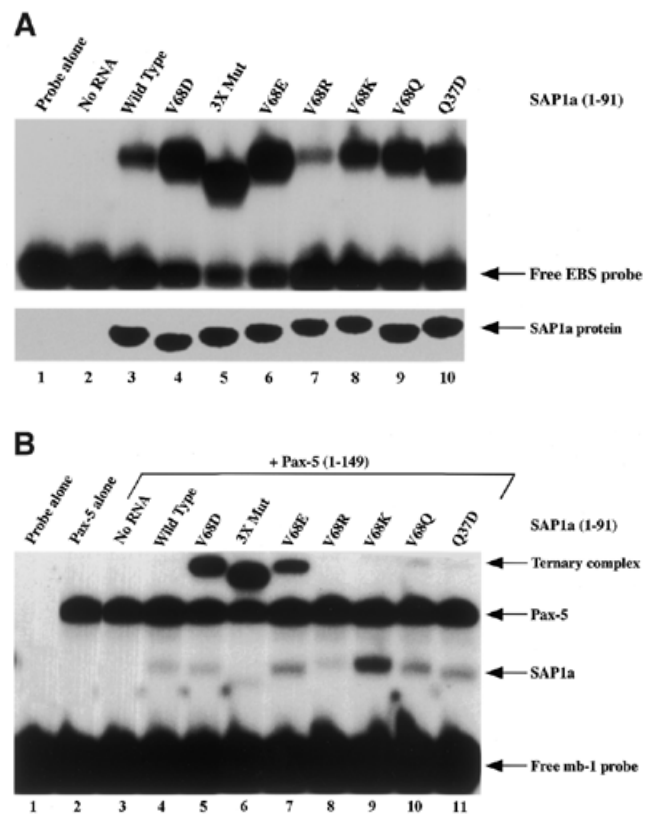 A
Probe alone
No RNA
Wild Type
V68D
3X Mut
V68E
V68R
V68K
V68Q
Q37D
SAP1a (1-91)
Free EBS probe
SAP1a protein
1 2 3 4 5 6 7 8 9 10
B
+ Pax-5 (1-149)
Probe alone
Pax-5 alone
No RNA
Wild Type
V68D
3X Mut
V68E
V68R
V68K
V68Q
Q37D
SAP1a (1-91)
Ternary complex
Pax-5
SAP1a
Free mb-1 probe
1 2 3 4 5 6 7 8 9 10 11